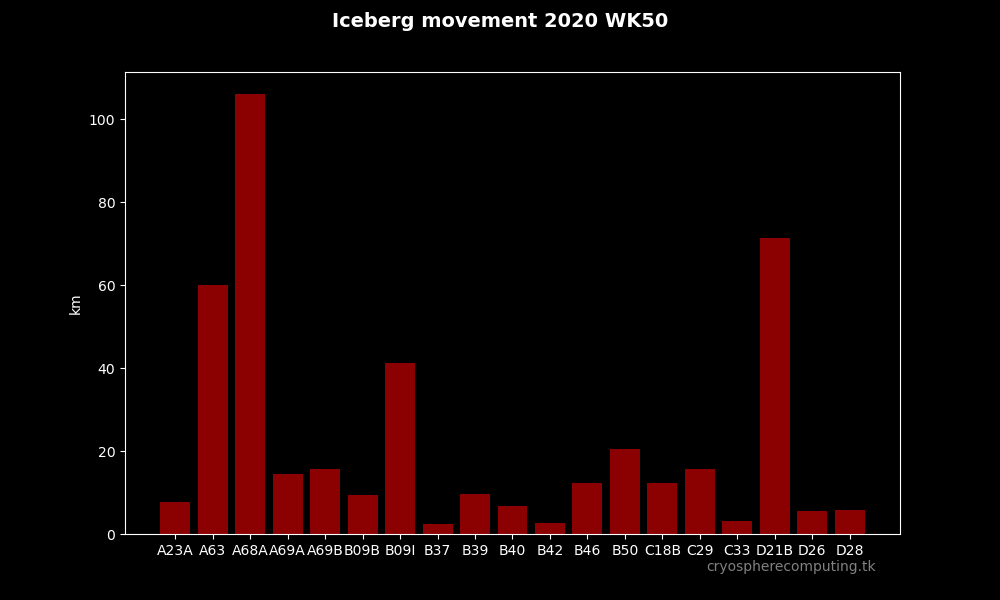 Iceberg movement 2020 WK50
km
100
80
60
40
20
0
A23A A63 A68A A69A A69B B09B B09I B37 B39 B40 B42 B46 B50 C18B C29 C33 D21B D26 D28
cryospherecomputing.tk